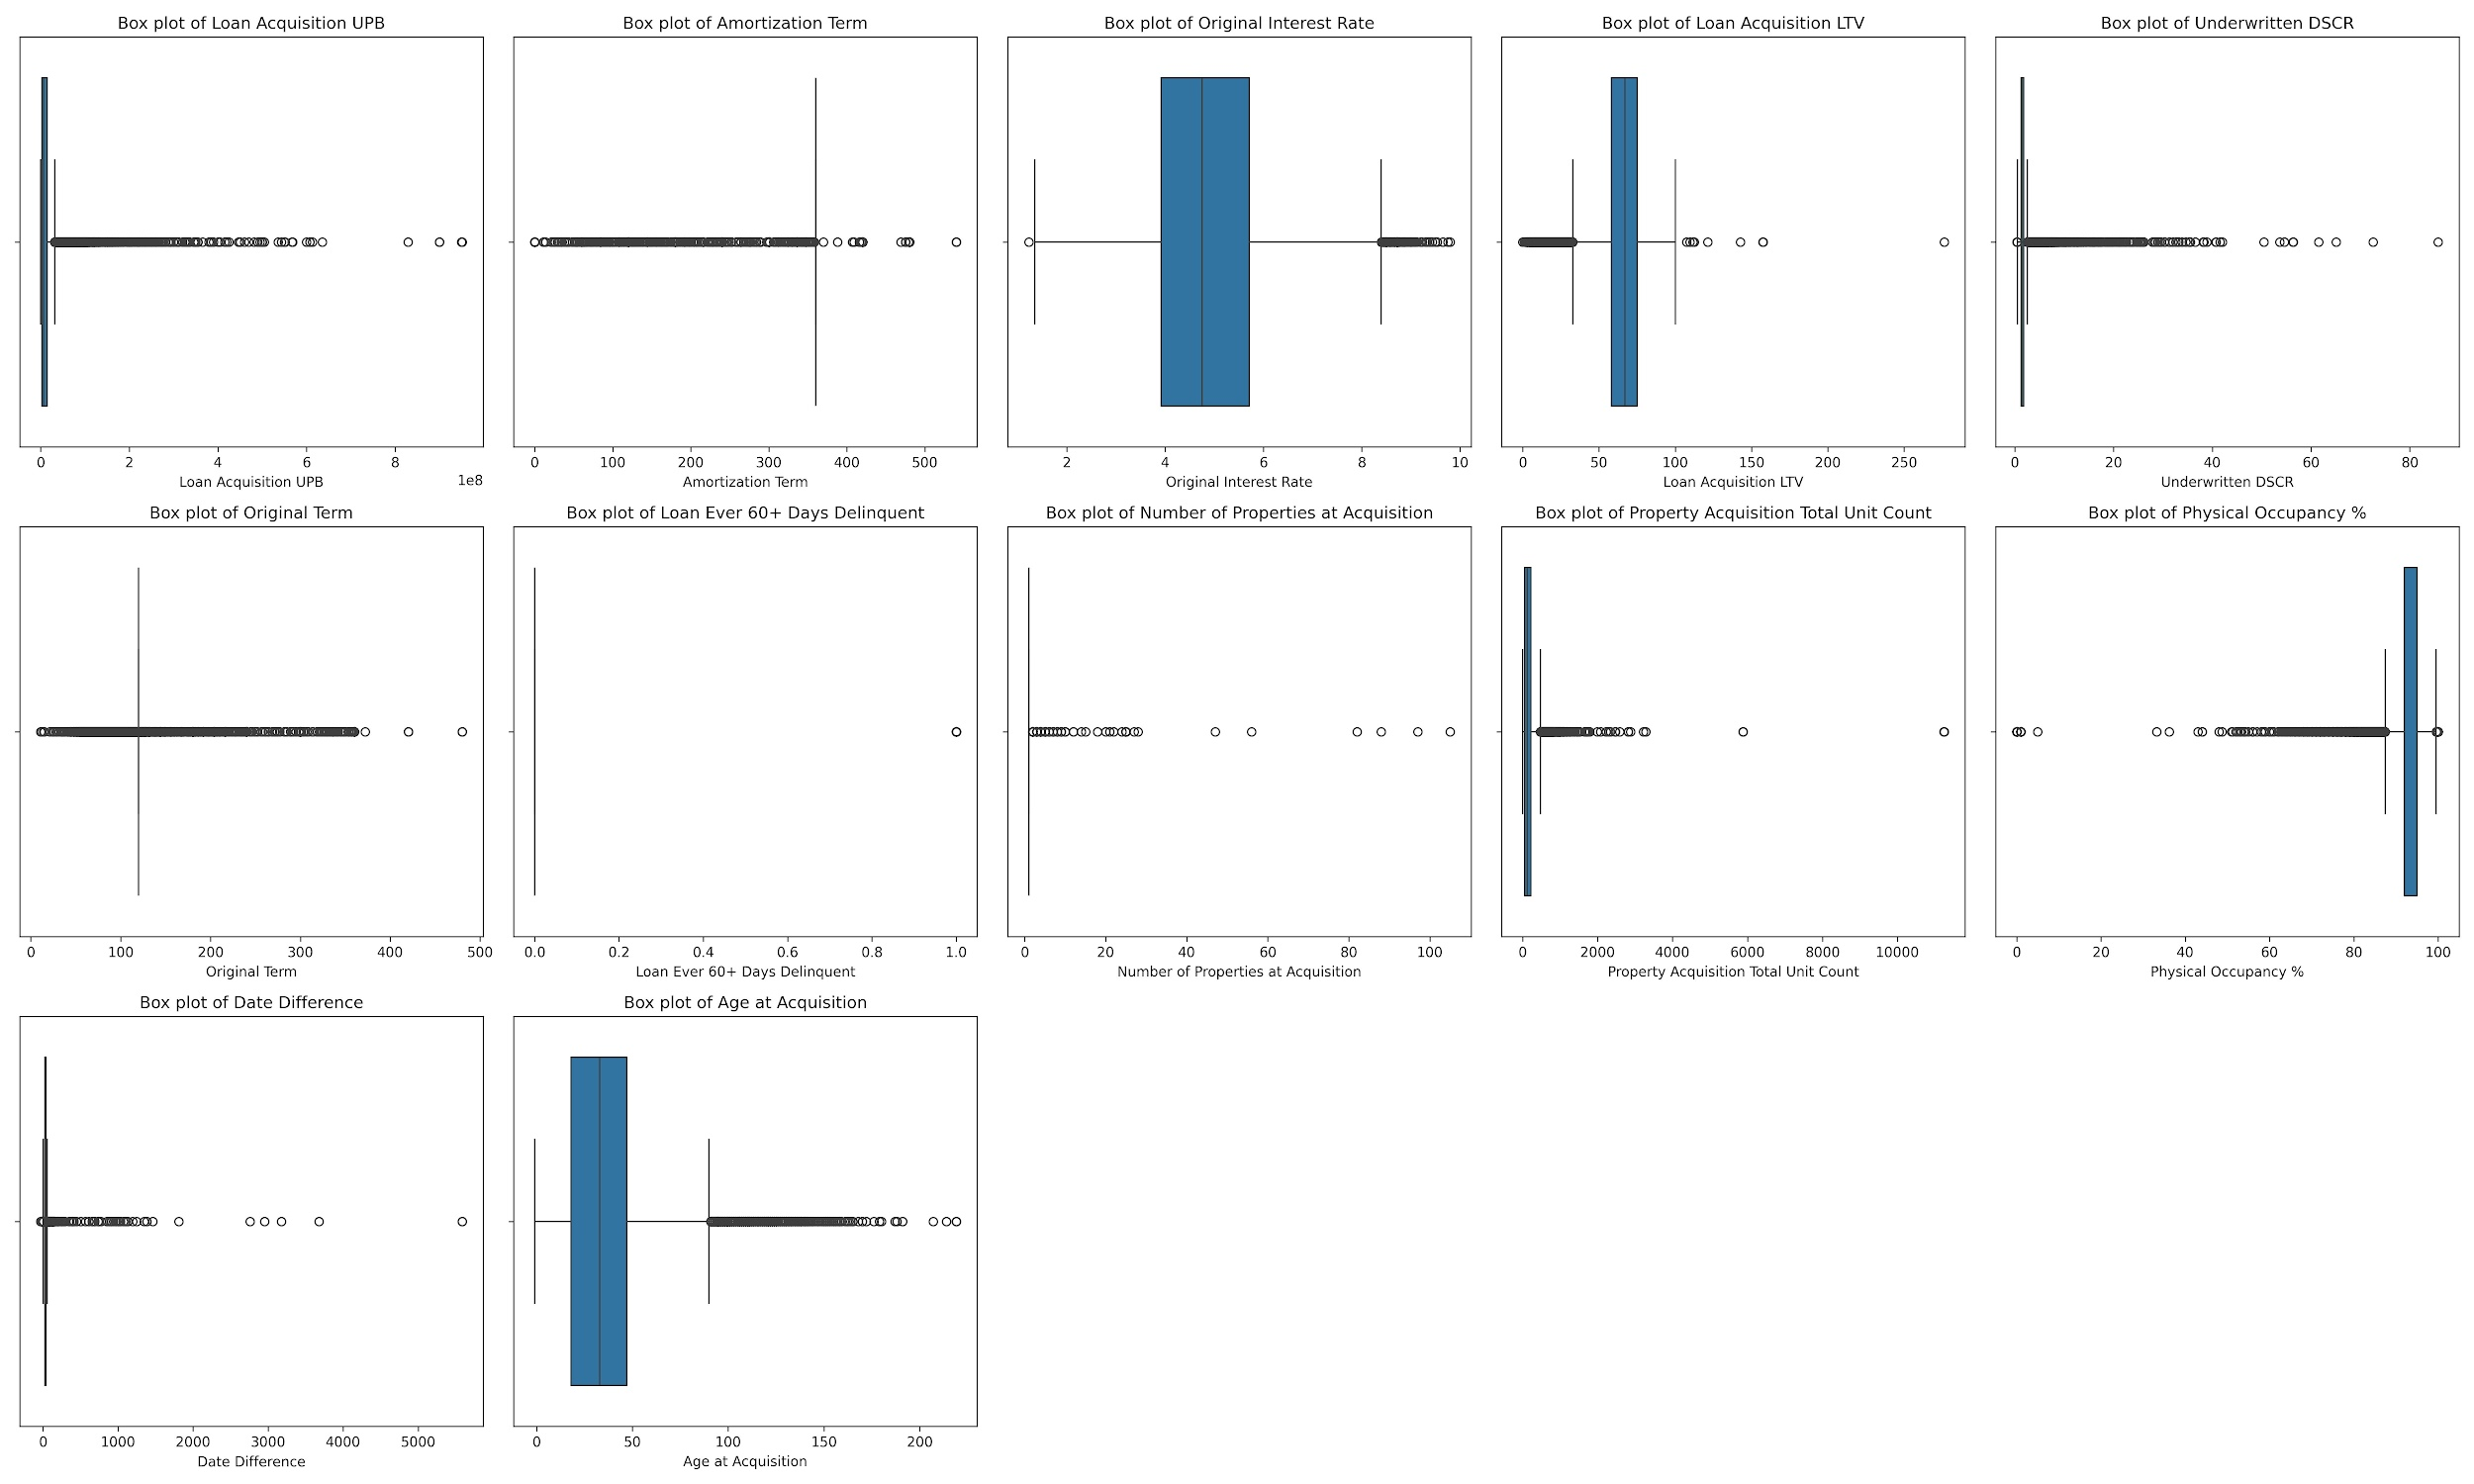 Box plot of Loan Acquisition UPB
Box plot of Amortization Term
Box plot of Original Interest Rate
Box plot of Loan Acquisition LTV
Box plot of Underwritten DSCR
0 2 4 6 8
0 100 200 300 400 500
2 4 6 8 10
0 50 100 150 200 250
0 20 40 60 80
Loan Acquisition UPB
1e8
Amortization Term
Original Interest Rate
Loan Acquisition LTV
Underwritten DSCR
Box plot of Original Term
Box plot of Loan Ever 60+ Days Delinquent
Box plot of Number of Properties at Acquisition
Box plot of Property Acquisition Total Unit Count
Box plot of Physical Occupancy %
0 100 200 300 400 500
0.0 0.2 0.4 0.6 0.8 1.0
0 20 40 60 80 100
0 2000 4000 6000 8000 10000
0 20 40 60 80 100
Original Term
Loan Ever 60+ Days Delinquent
Number of Properties at Acquisition
Property Acquisition Total Unit Count
Physical Occupancy %
Box plot of Date Difference
Box plot of Age at Acquisition
0 1000 2000 3000 4000 5000
0 50 100 150 200
Date Difference
Age at Acquisition